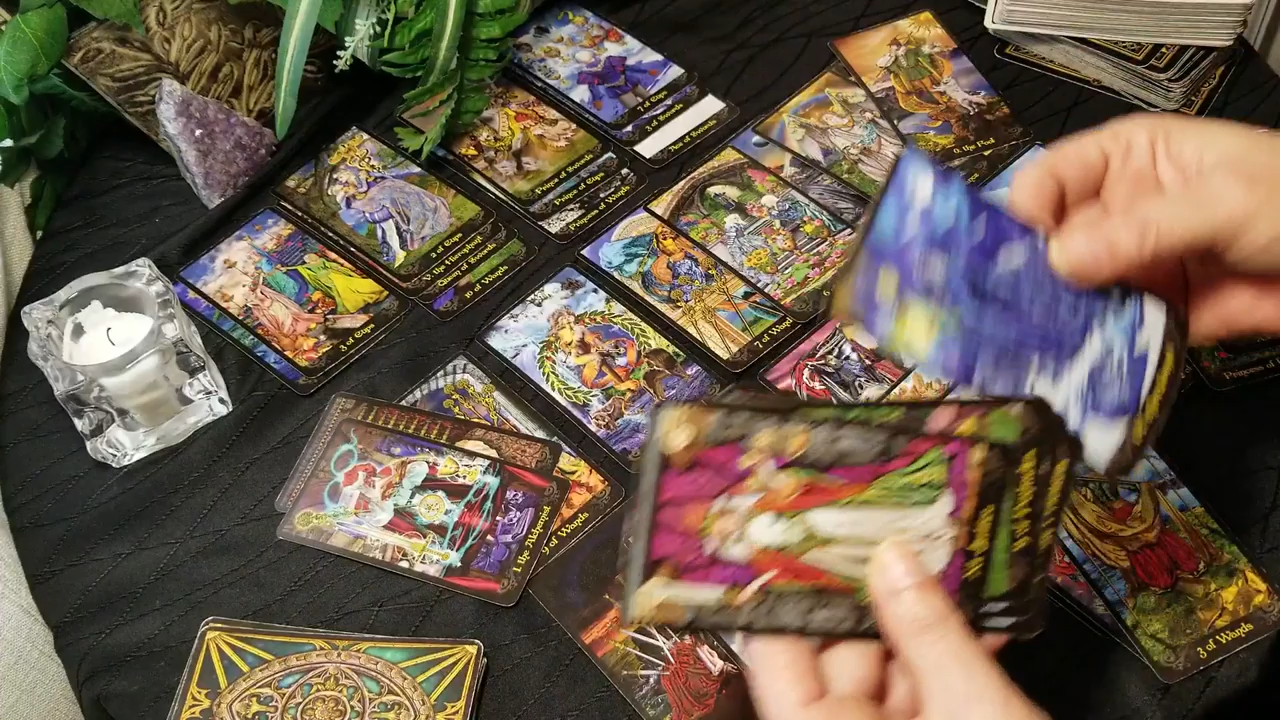 7 of Cups
3 of Swords
Ace of Swords
0. the Fool
Prince of Swords
Prince of Cups
Princess of Wands
2 of Cups
V. the Hierophant
Queen of Swords
10 of Wands
3 of Cups
7 of Wand
1 the Alchemist
9 of Wands
Princess of
3 of Wands